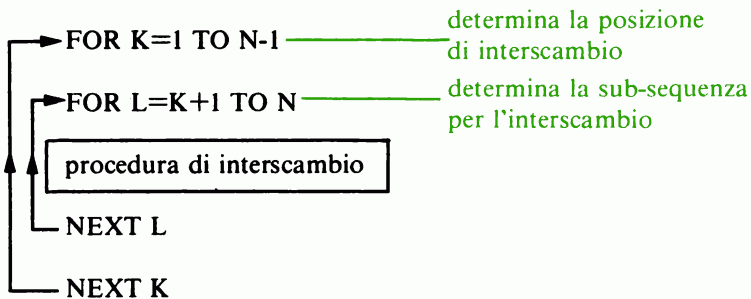 FOR K=1 TO N-1
determina la posizione
di interscambio
FOR L=K+1 TO N
determina la sub-sequenza
per l'interscambio
procedura di interscambio
NEXT L
NEXT K